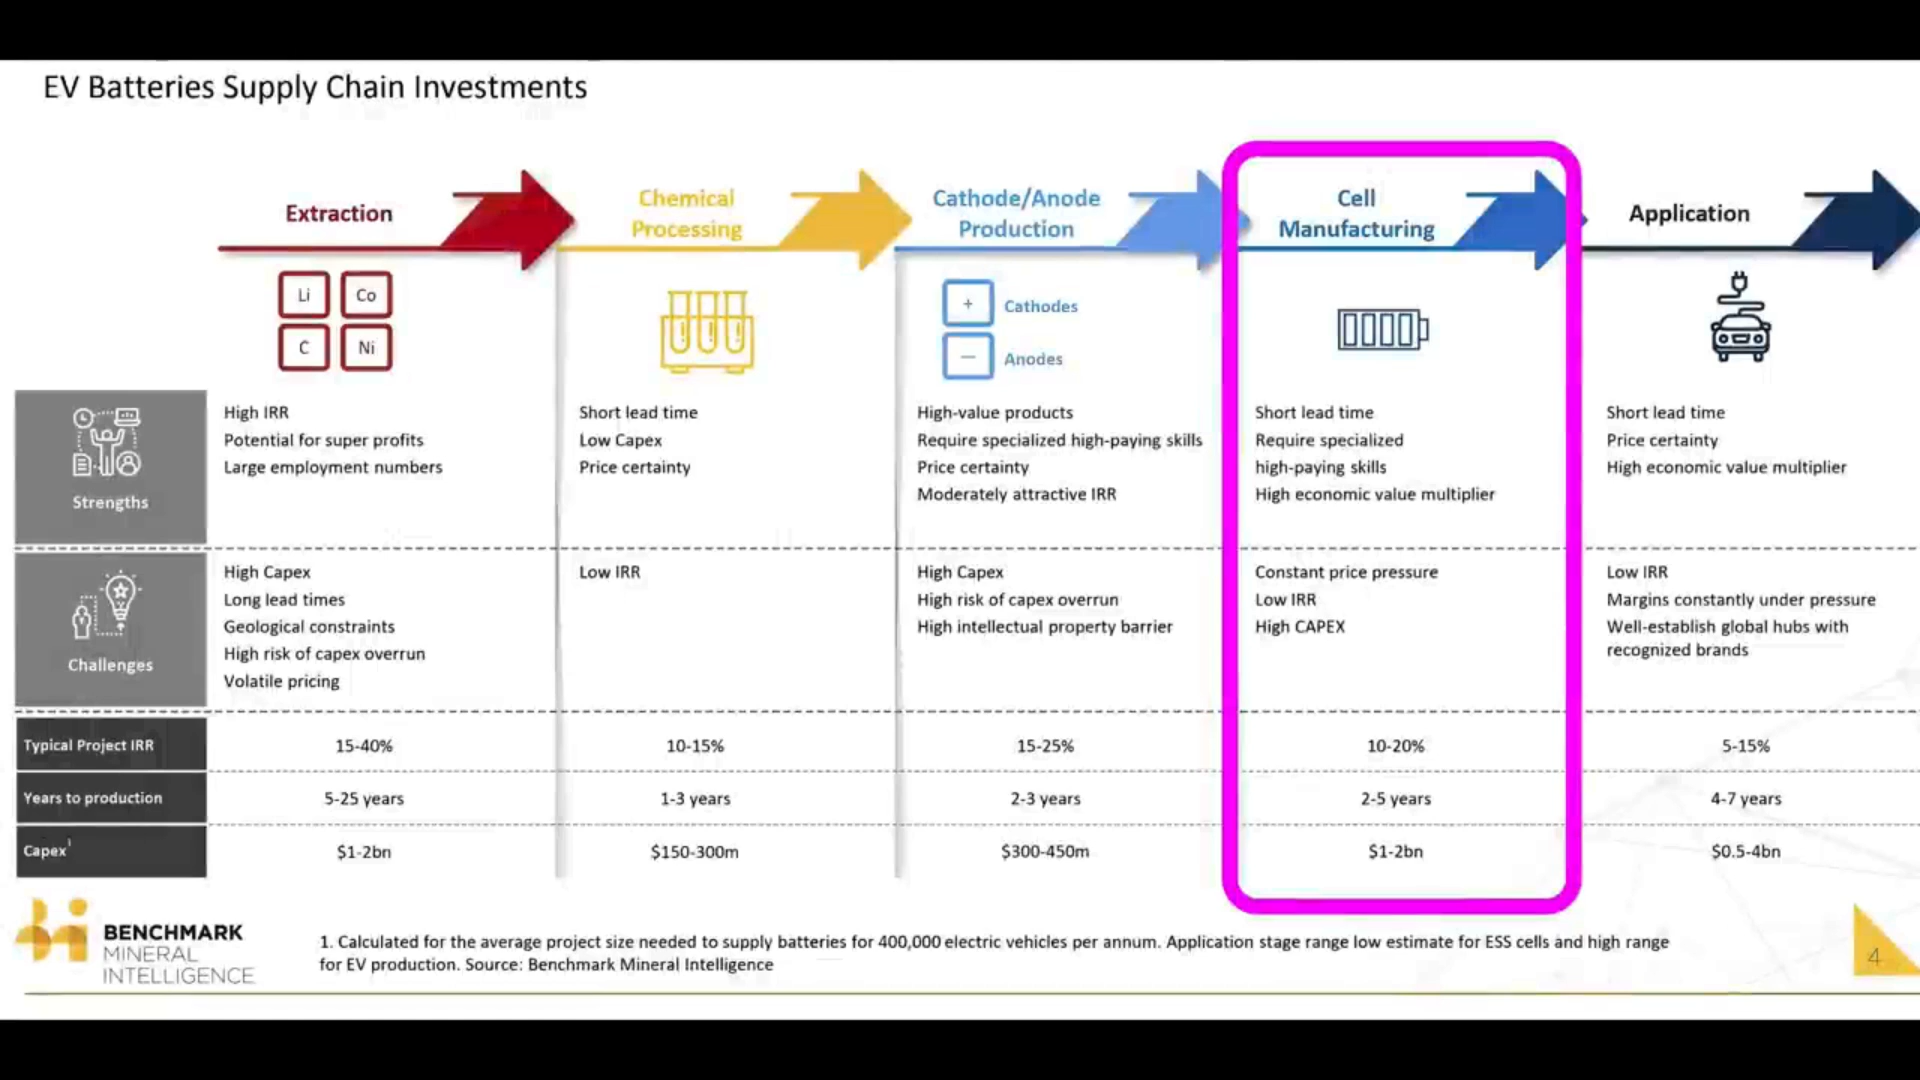 EV Batteries Supply Chain Investments
Extraction
Chemical
Processing
Cathode/Anode
Production
Cell
Manufacturing
Application
Li
Co
C
Ni
+
Cathodes
−
Anodes
Strengths
High IRR
Potential for super profits
Large employment numbers
Short lead time
Low Capex
Price certainty
High-value products
Require specialized high-paying skills
Price certainty
Moderately attractive IRR
Short lead time
Require specialized
high-paying skills
High economic value multiplier
Short lead time
Price certainty
High economic value multiplier
Challenges
High Capex
Long lead times
Geological constraints
High risk of capex overrun
Volatile pricing
Low IRR
High Capex
High risk of capex overrun
High intellectual property barrier
Constant price pressure
Low IRR
High CAPEX
Low IRR
Margins constantly under pressure
Well-establish global hubs with
recognized brands
Typical Project IRR
15-40%
10-15%
15-25%
10-20%
5-15%
Years to production
5-25 years
1-3 years
2-3 years
2-5 years
4-7 years
Capex¹
$1-2bn
$150-300m
$300-450m
$1-2bn
$0.5-4bn
BENCHMARK
MINERAL
INTELLIGENCE
1. Calculated for the average project size needed to supply batteries for 400,000 electric vehicles per annum. Application stage range low estimate for ESS cells and high range
for EV production. Source: Benchmark Mineral Intelligence
4